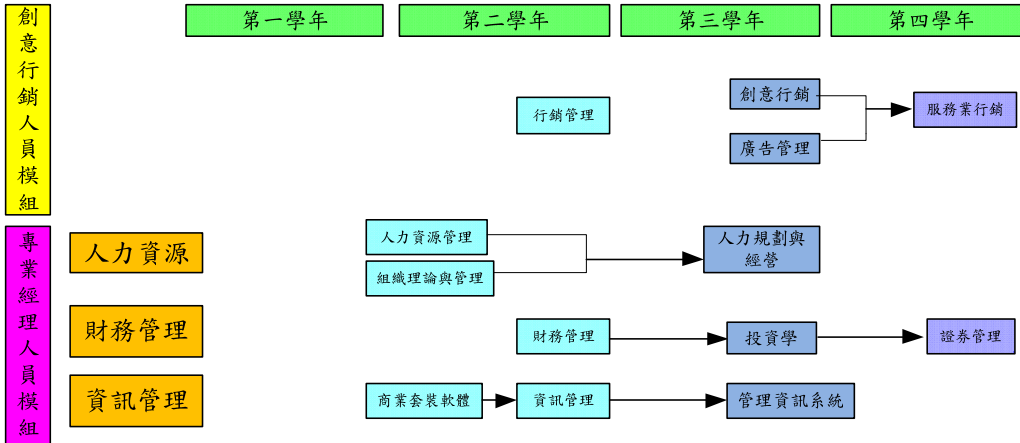 第一學年
第二學年
第三學年
第四學年
創意行銷人員模組
行銷管理
創意行銷
廣告管理
服務業行銷
專業經理人員模組
人力資源
人力資源管理
組織理論與管理
人力規劃與
經營
財務管理
財務管理
投資學
證券管理
資訊管理
商業套裝軟體
資訊管理
管理資訊系統